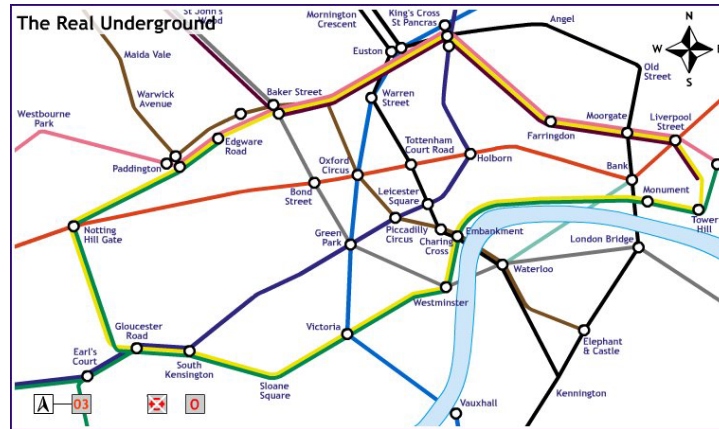 The Real Underground
St John's
Wood
Mornington
Crescent
King's Cross
St Pancras
Angel
N
W
S
Maida Vale
Euston
Old
Street
Warwick
Avenue
Baker Street
Warren
Street
Westbourne
Park
Moorgate
Liverpool
Street
Edgware
Road
Farringdon
Paddington
Tottenham
Court Road
Holborn
Oxford
Circus
Bank
Bond
Street
Leicester
Square
Monument
Notting
Hill Gate
Piccadilly
Circus
Charing
Cross
Embankment
Tower
Hill
Green
Park
London Bridge
Waterloo
Westminster
Gloucester
Road
Victoria
Earl's
Court
South
Kensington
Elephant
& Castle
Sloane
Square
Kennington
03
0
Vauxhall